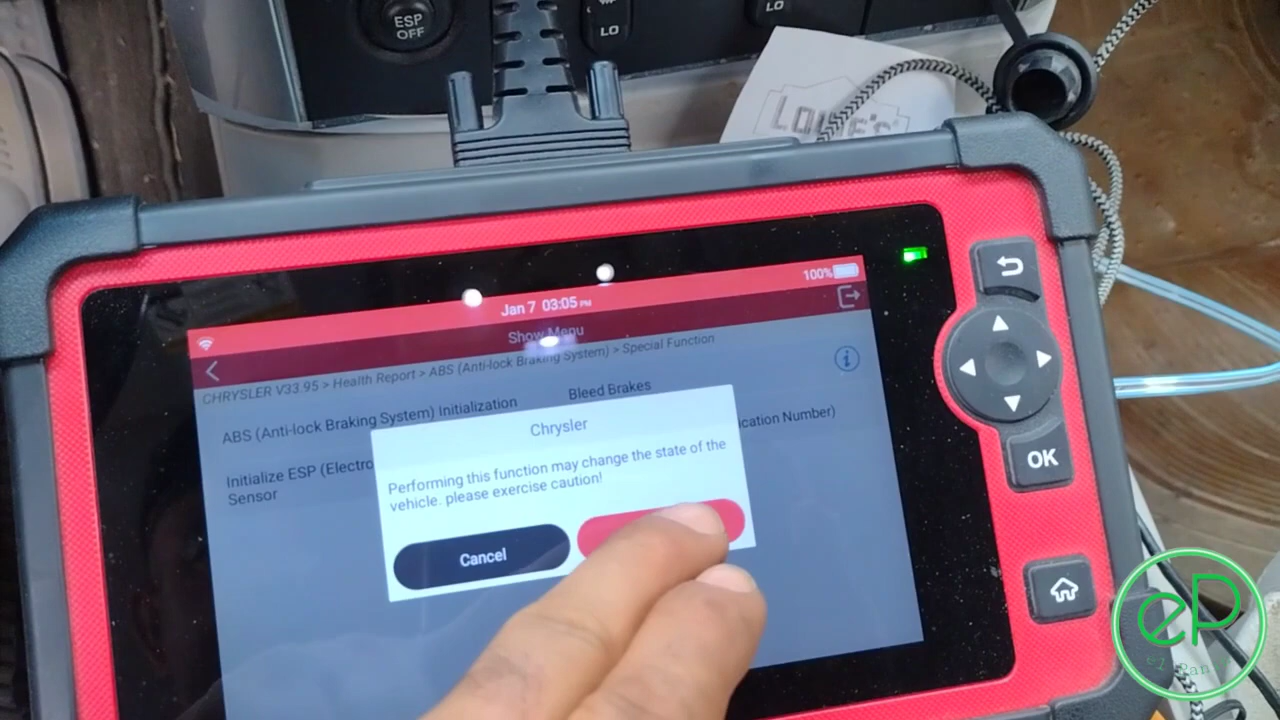 ESP
OFF
LO
LO
LOWE'S
100%
Jan 7 03:05 PM
Show Menu
CHRYSLER V33.95 > Health Report > ABS (Anti-lock Braking System) > Special Function
ABS (Anti-lock Braking System) Initialization
Bleed Brakes
ication Number)
Initialize ESP (Electro
Sensor
Chrysler
Performing this function may change the state of the
vehicle. please exercise caution!
Cancel
OK
eP